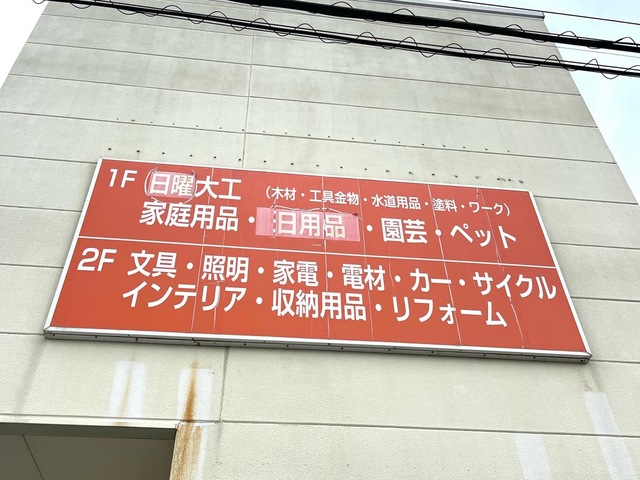 1F 日曜大工 （木材・工具金物・水道用品・塗料・ワーク）
家庭用品・日用品・園芸・ペット
2F 文具・照明・家電・電材・カー・サイクル
インテリア・収納用品・リフォーム